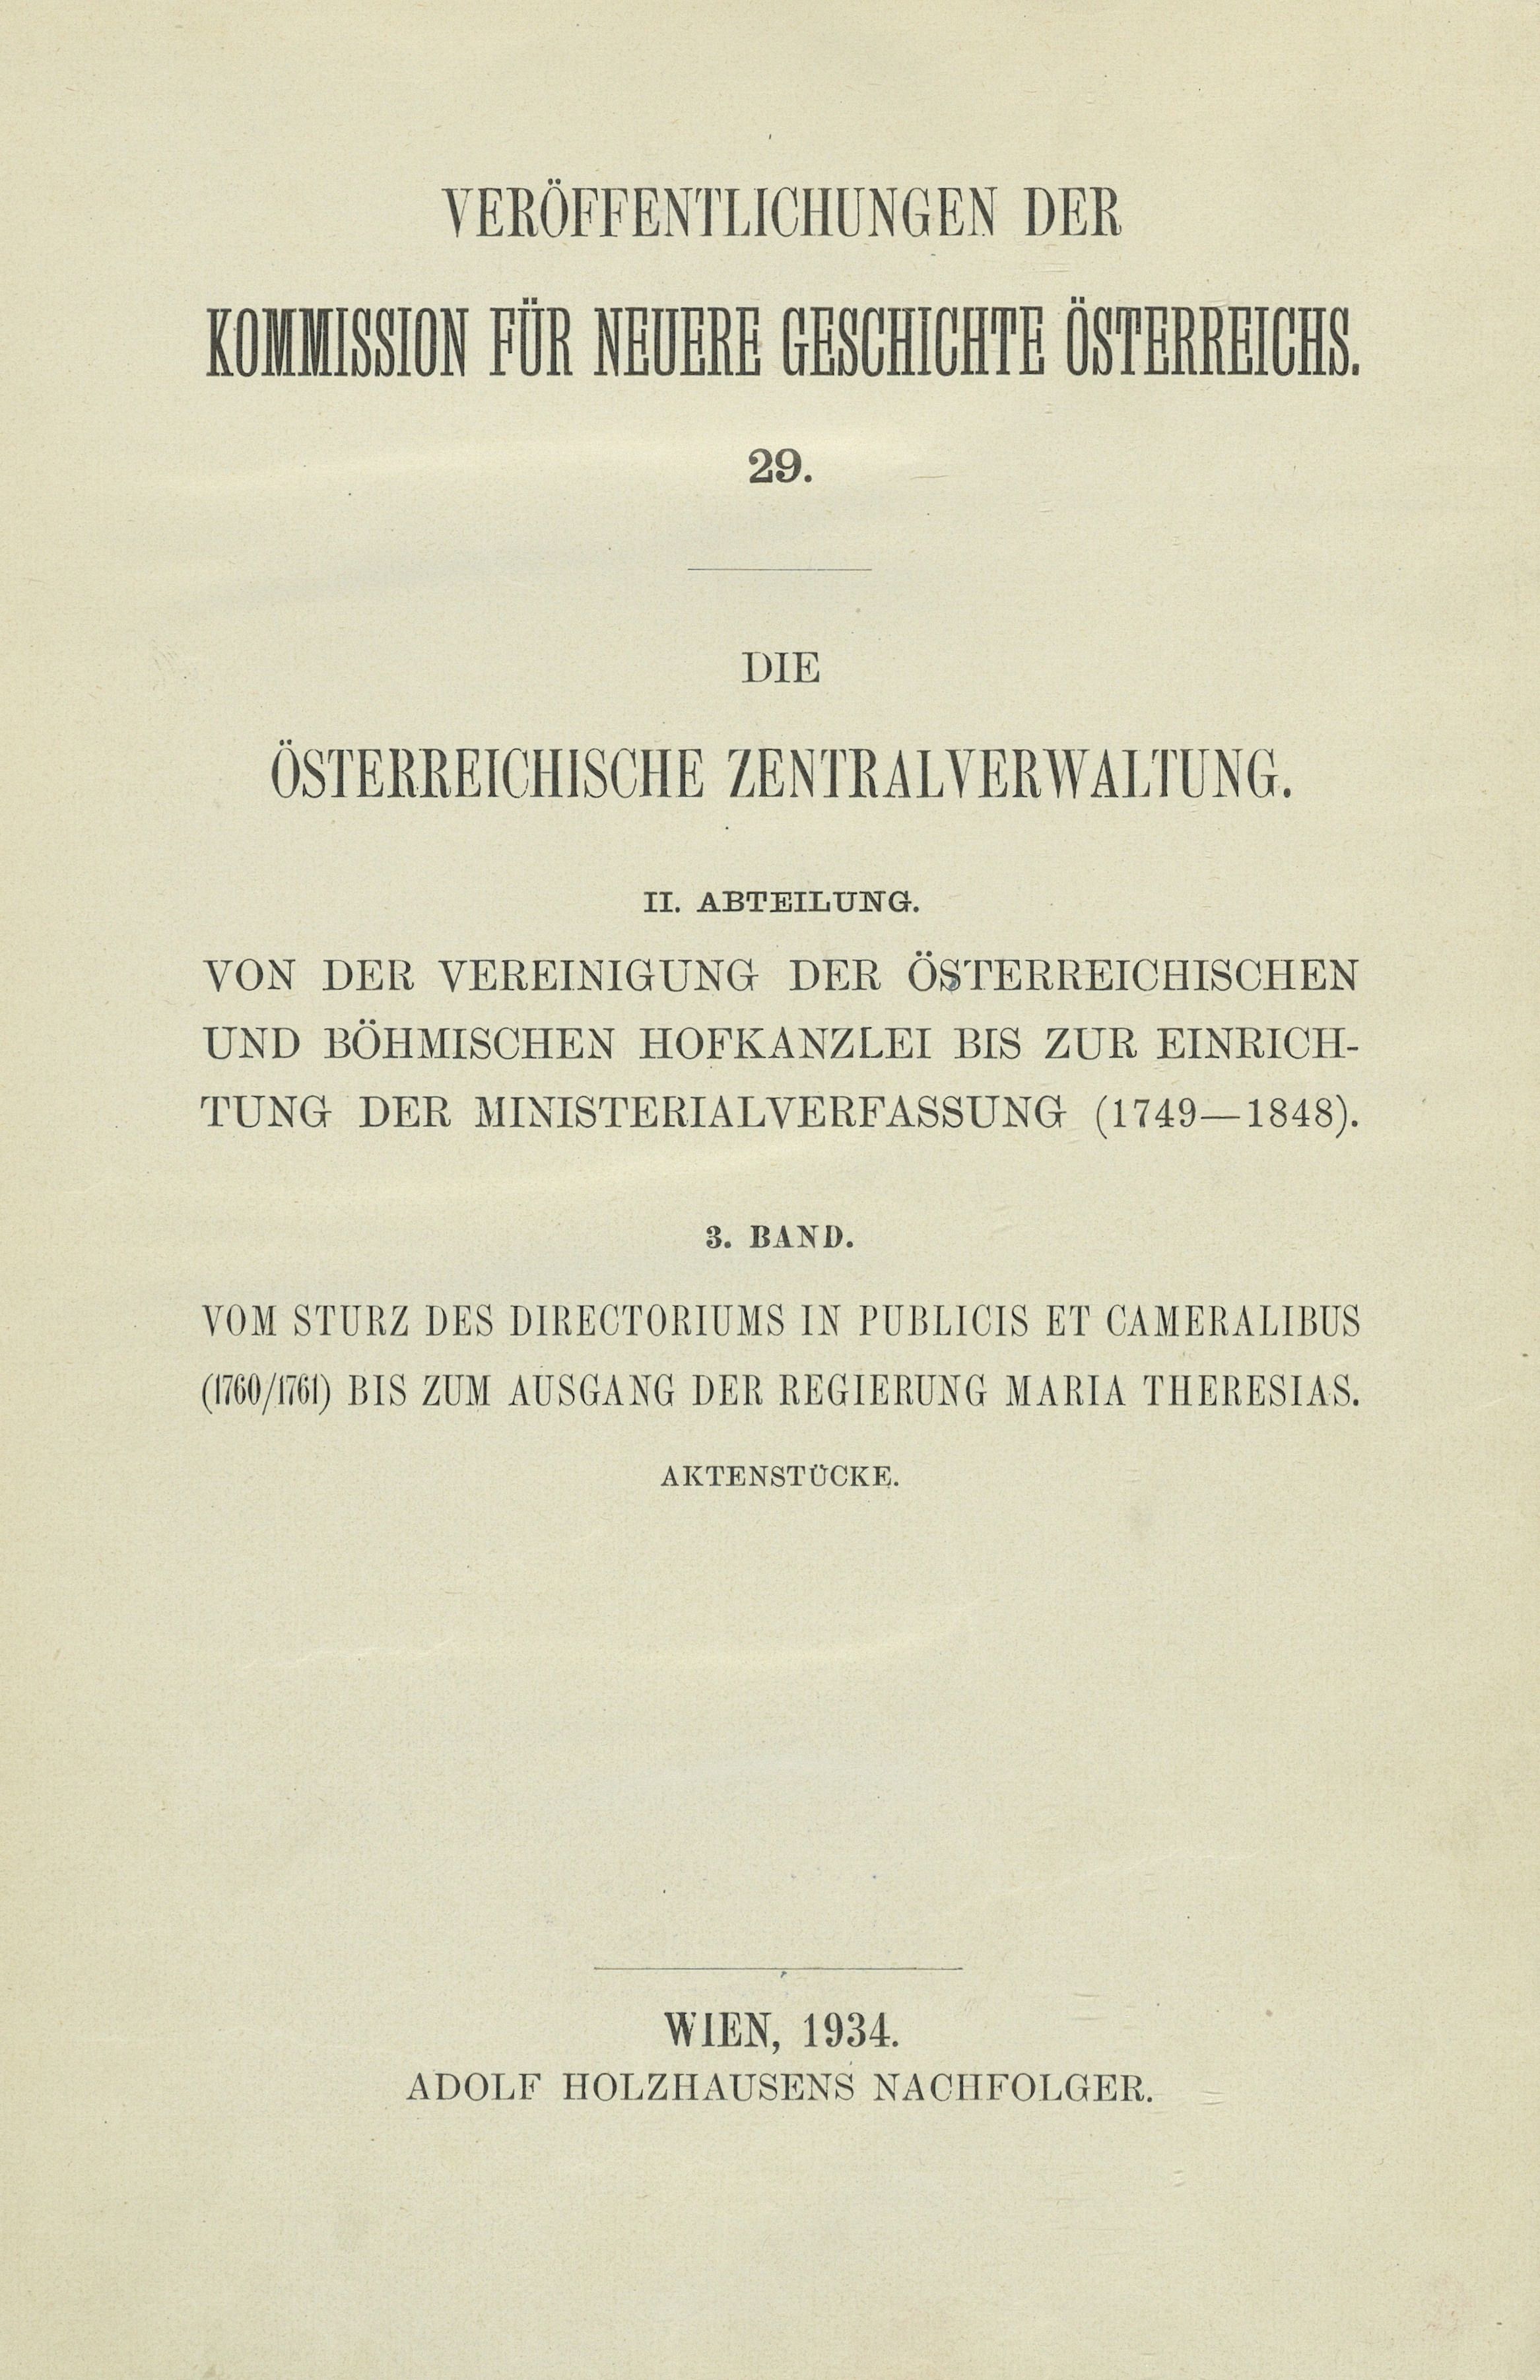 VERÖFFENTLICHUNGEN DER
KOMMISSION FÜR NEUERE GESCHICHTE ÖSTERREICHS.
29.
DIE
ÖSTERREICHISCHE ZENTRALVERWALTUNG.
II. ABTEILUNG.
VON DER VEREINIGUNG DER ÖSTERREICHISCHEN
UND BÖHMISCHEN HOFKANZLEI BIS ZUR EINRICH-
TUNG DER MINISTERIALVERFASSUNG (1749—1848).
3. BAND.
VOM STURZ DES DIRECTORIUMS IN PUBLICIS ET CAMERALIBUS
(1760/1761) BIS ZUM AUSGANG DER REGIERUNG MARIA THERESIAS.
AKTENSTÜCKE.
WIEN, 1934.
ADOLF HOLZHAUSENS NACHFOLGER.